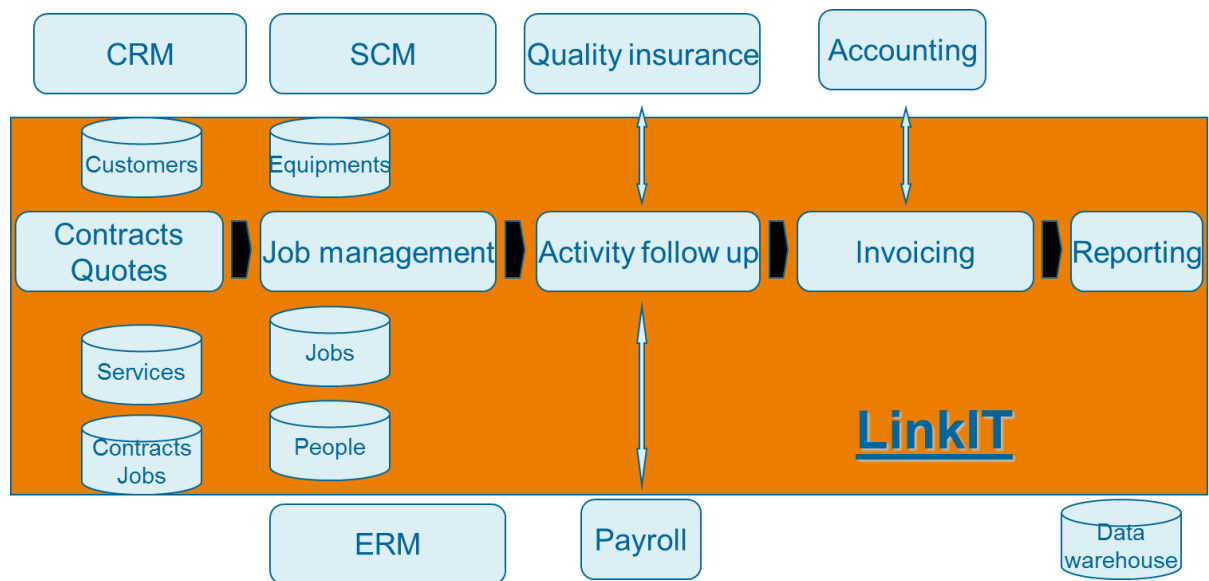 CRM
SCM
Quality insurance
Accounting
Customers
Equipments
Contracts
Quotes
Job management
Activity follow up
Invoicing
Reporting
Services
Jobs
Contracts
Jobs
People
LinkIT
ERM
Payroll
Data
warehouse